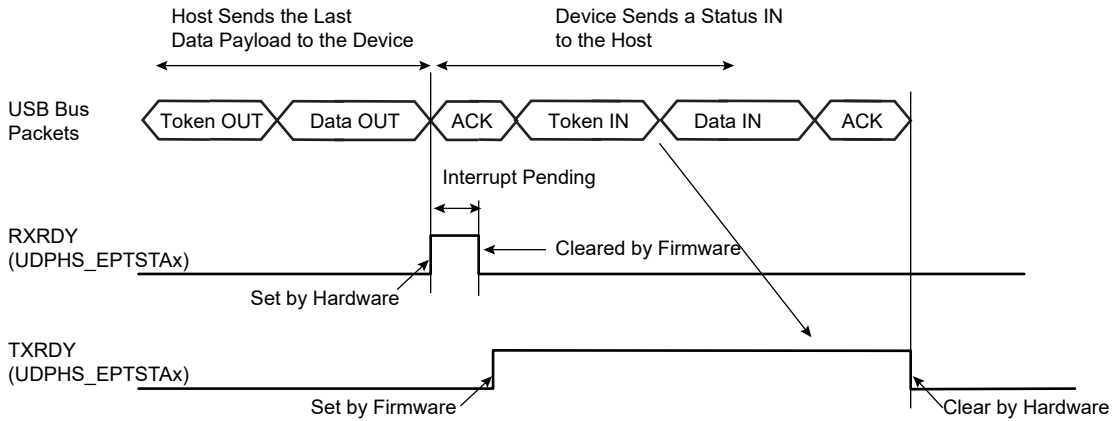 Host Sends the Last
Data Payload to the Device
Device Sends a Status IN
to the Host
USB Bus
Packets
Token OUT
Data OUT
ACK
Token IN
Data IN
ACK
Interrupt Pending
RXRDY
(UDPHS_EPTSTAx)
Cleared by Firmware
Set by Hardware
TXRDY
(UDPHS_EPTSTAx)
Set by Firmware
Clear by Hardware